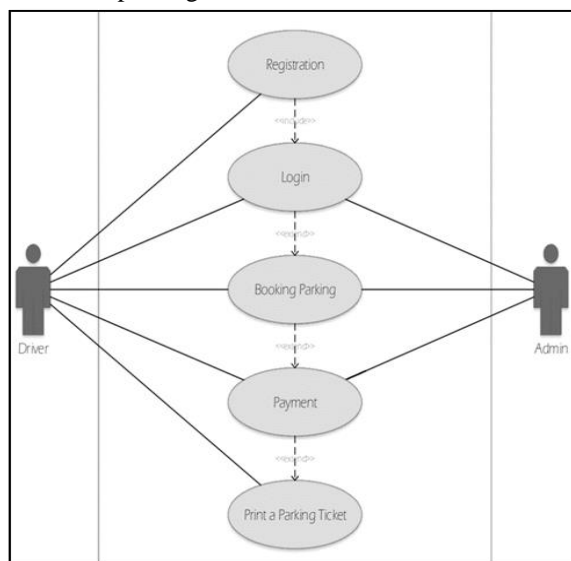 Registration
<<include>>
Login
<<extend>>
Booking Parking
Driver
Admin
<<extend>>
Payment
<<extend>>
Print a Parking Ticket